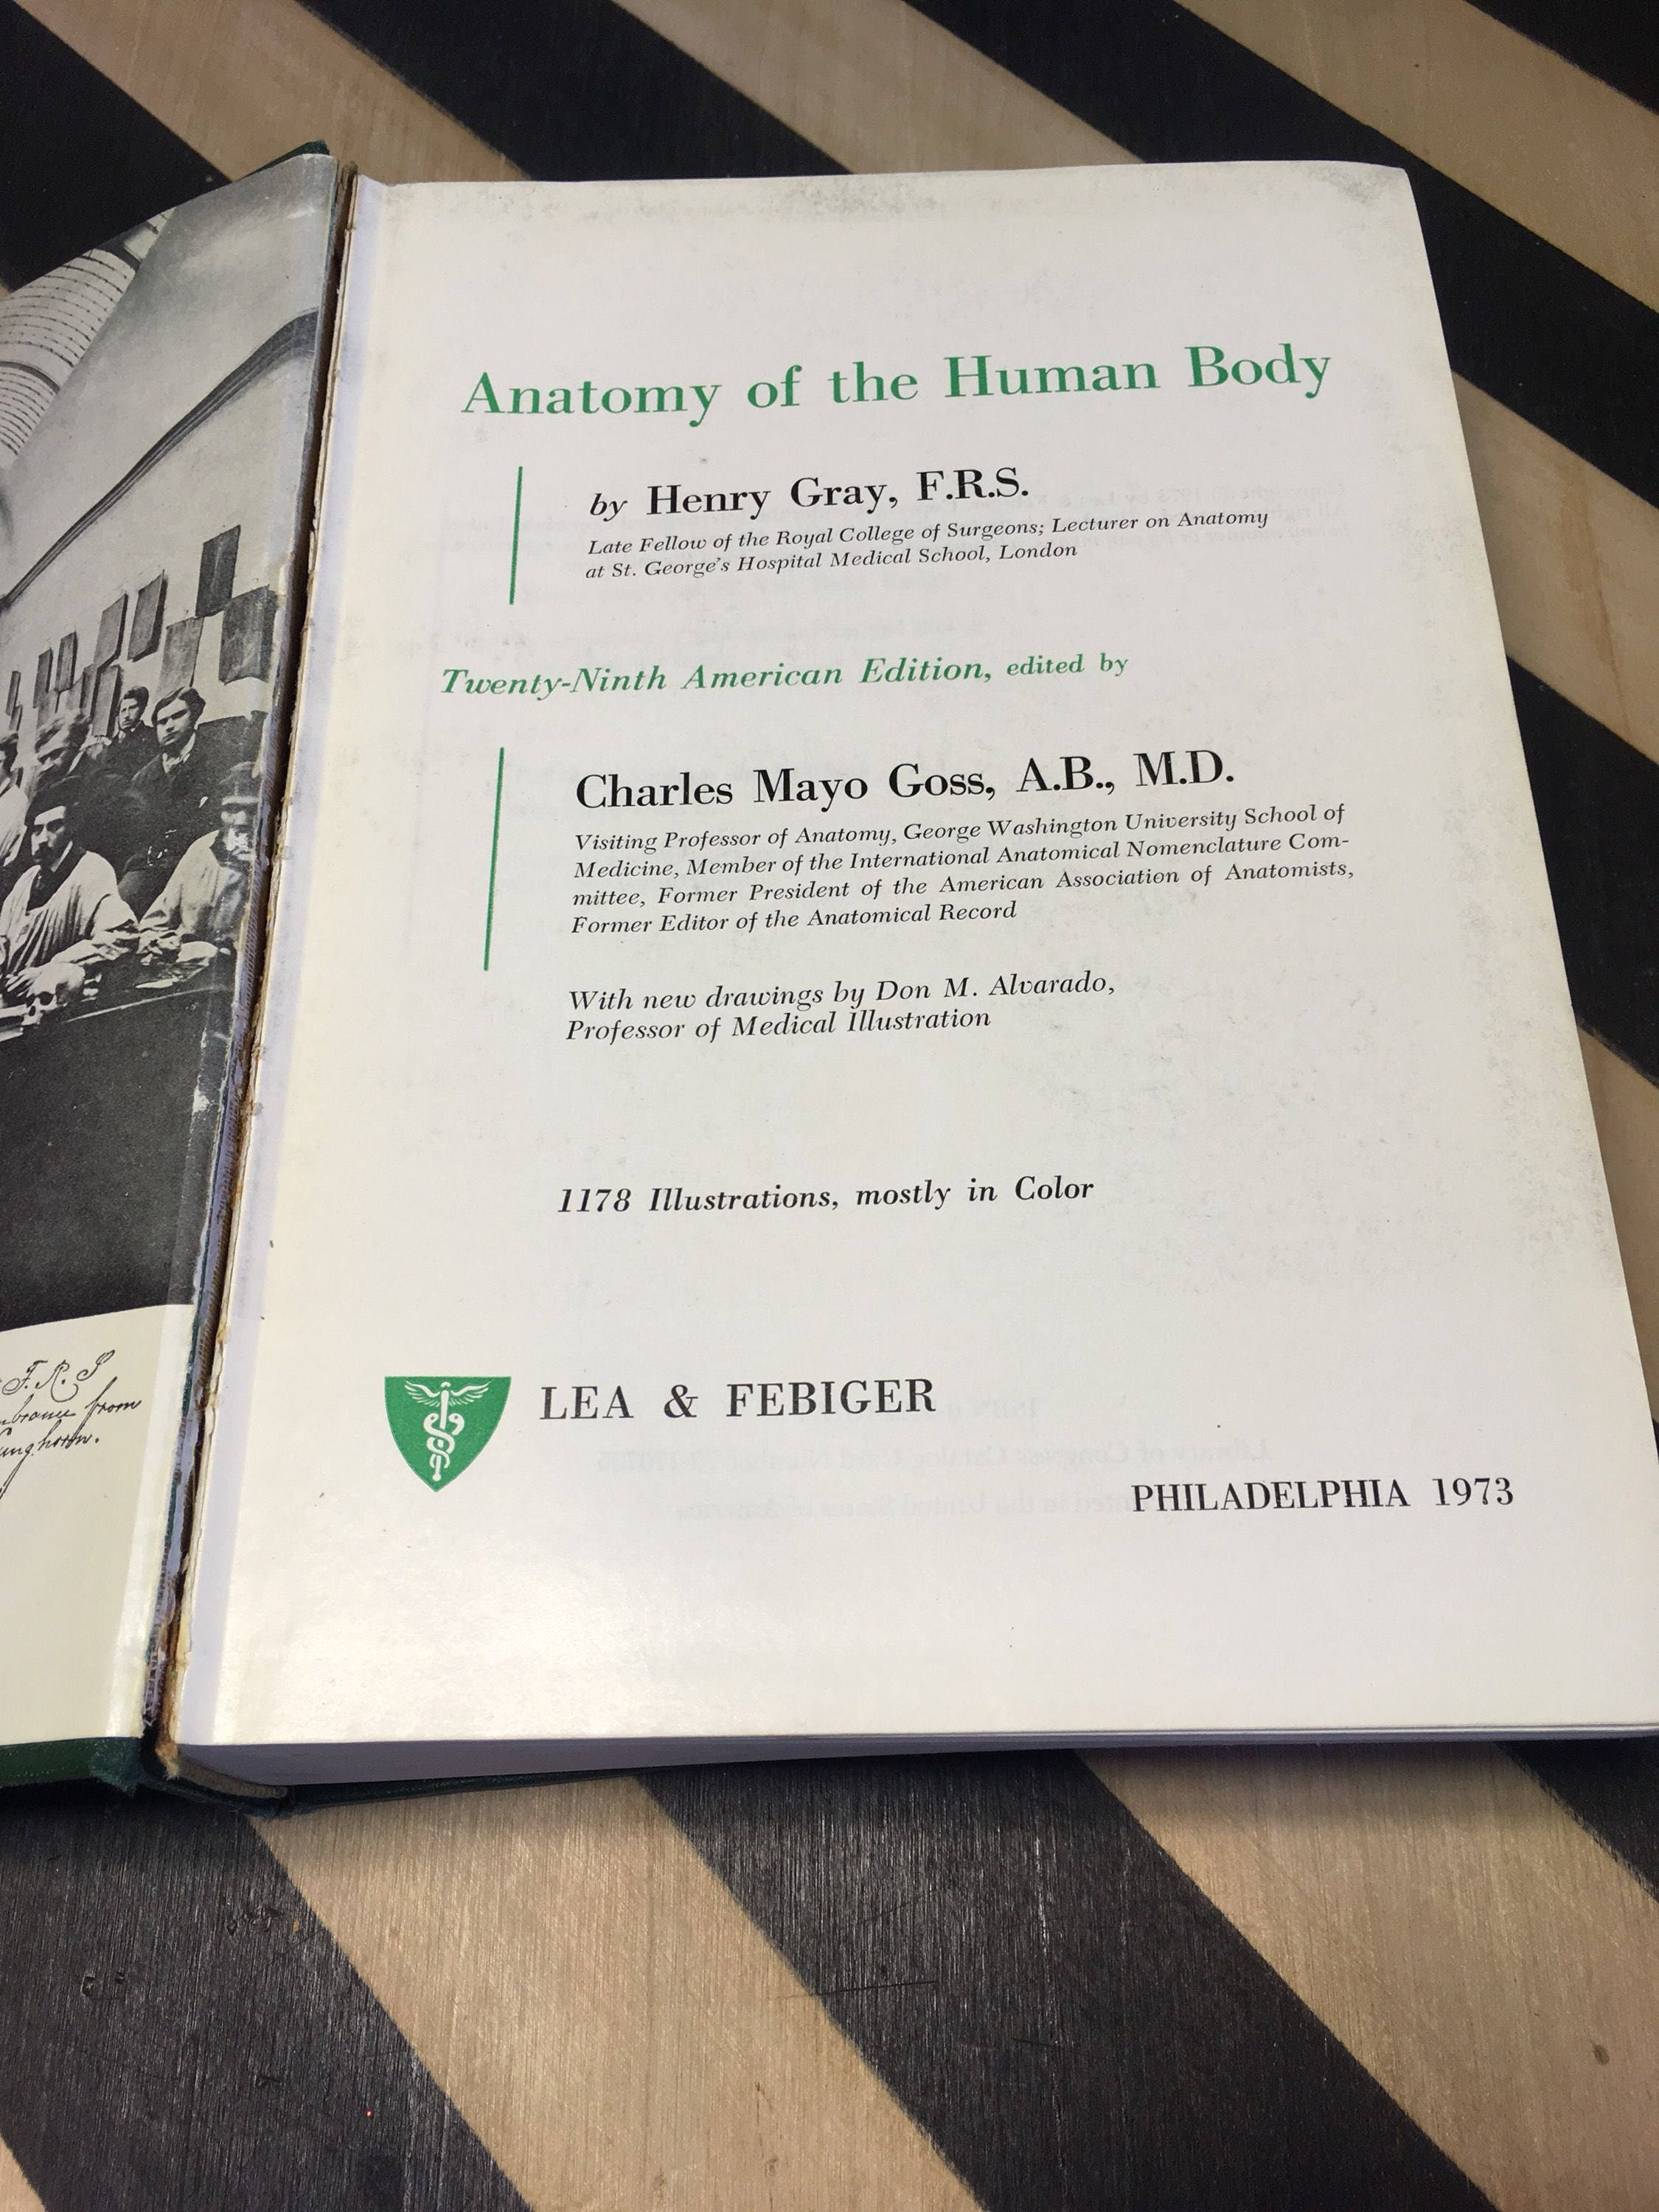 Anatomy of the Human Body
by Henry Gray, F.R.S.
Late Fellow of the Royal College of Surgeons; Lecturer on Anatomy
at St. George's Hospital Medical School, London
Twenty-Ninth American Edition, edited by
Charles Mayo Goss, A.B., M.D.
Visiting Professor of Anatomy, George Washington University School of
Medicine, Member of the International Anatomical Nomenclature Com-
mittee, Former President of the American Association of Anatomists,
Former Editor of the Anatomical Record
With new drawings by Don M. Alvarado,
Professor of Medical Illustration
1178 Illustrations, mostly in Color
LEA & FEBIGER
PHILADELPHIA 1973
F.R.S
from